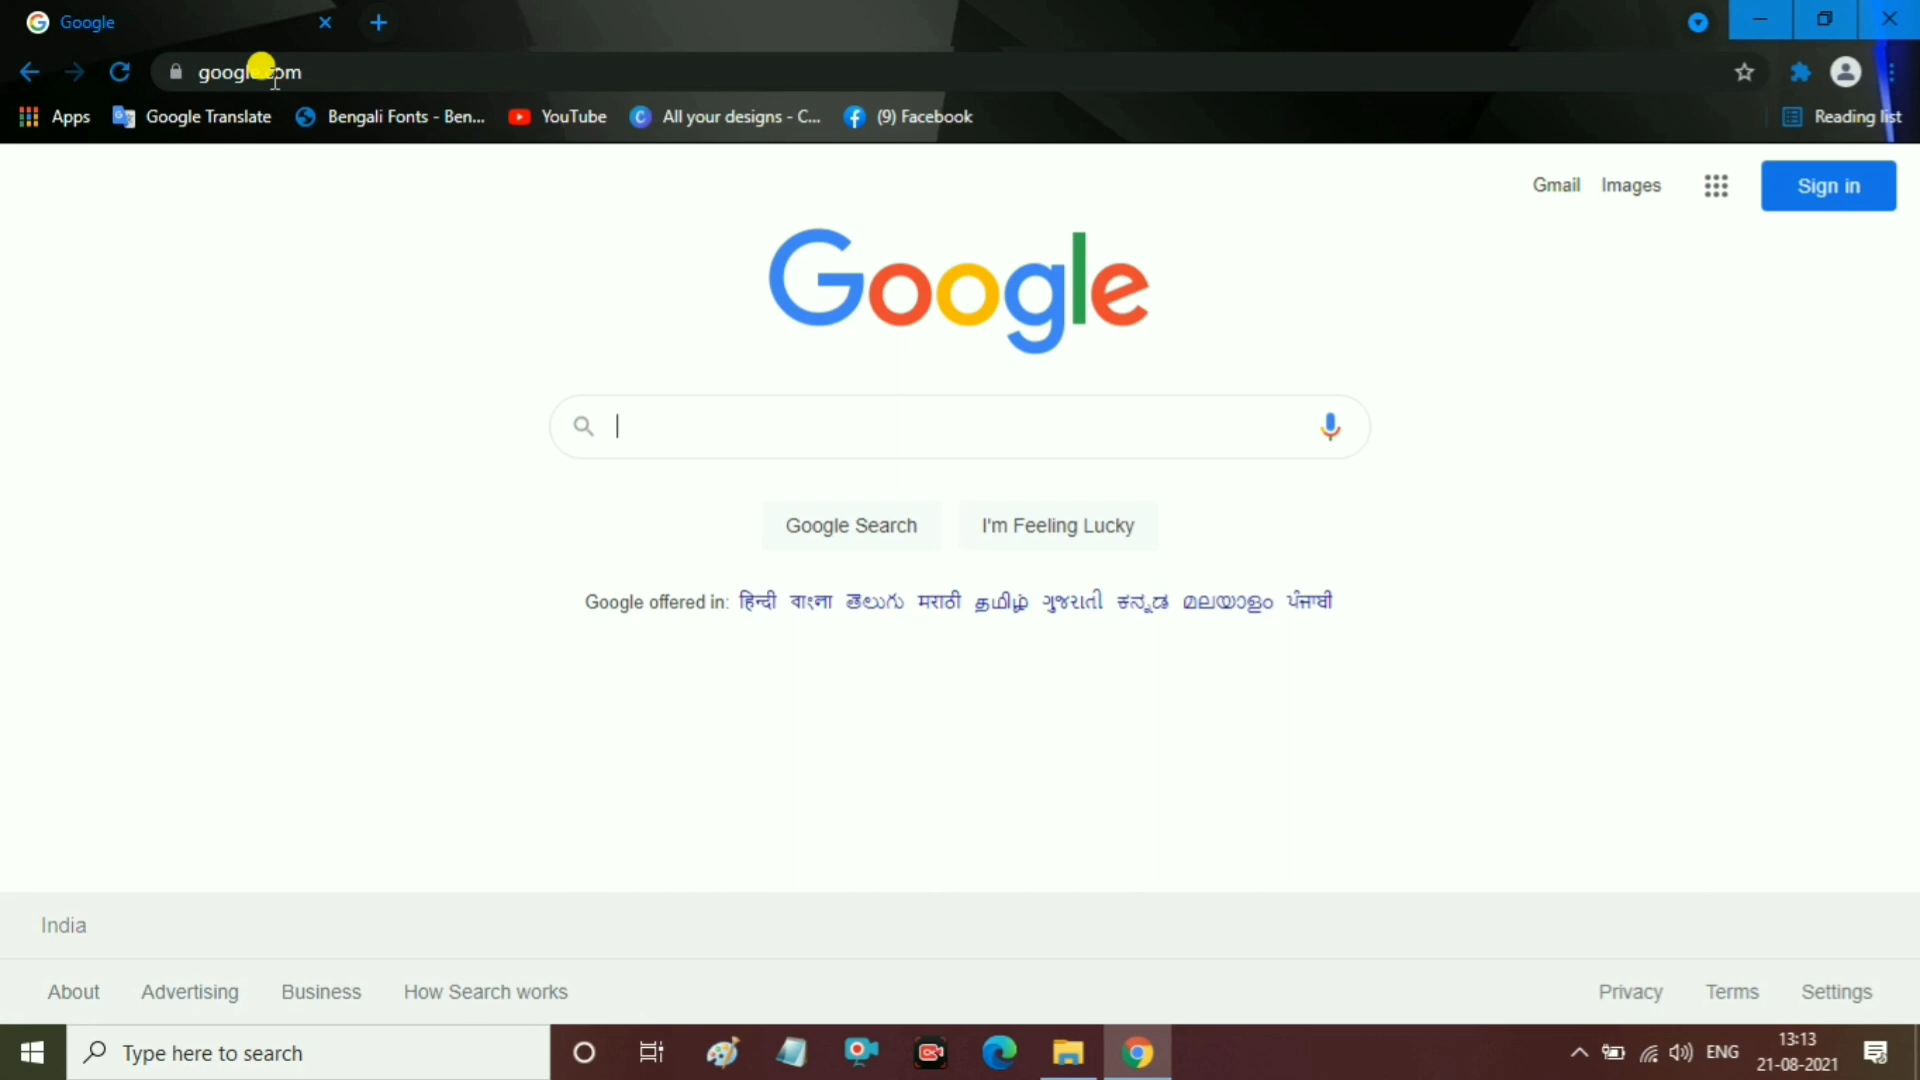 Google
google.com
Apps Google Translate Bengali Fonts - Ben... YouTube All your designs - C... (9) Facebook Reading list
Gmail Images Sign in
Google
Google Search I'm Feeling Lucky
Google offered in: हिन्दी বাংলা తెలుగు मराठी தமிழ் ગુજરાતી ಕನ್ನಡ മലയാളം ਪੰਜਾਬੀ
India
About Advertising Business How Search works Privacy Terms Settings
Type here to search ENG 13:13
21-08-2021